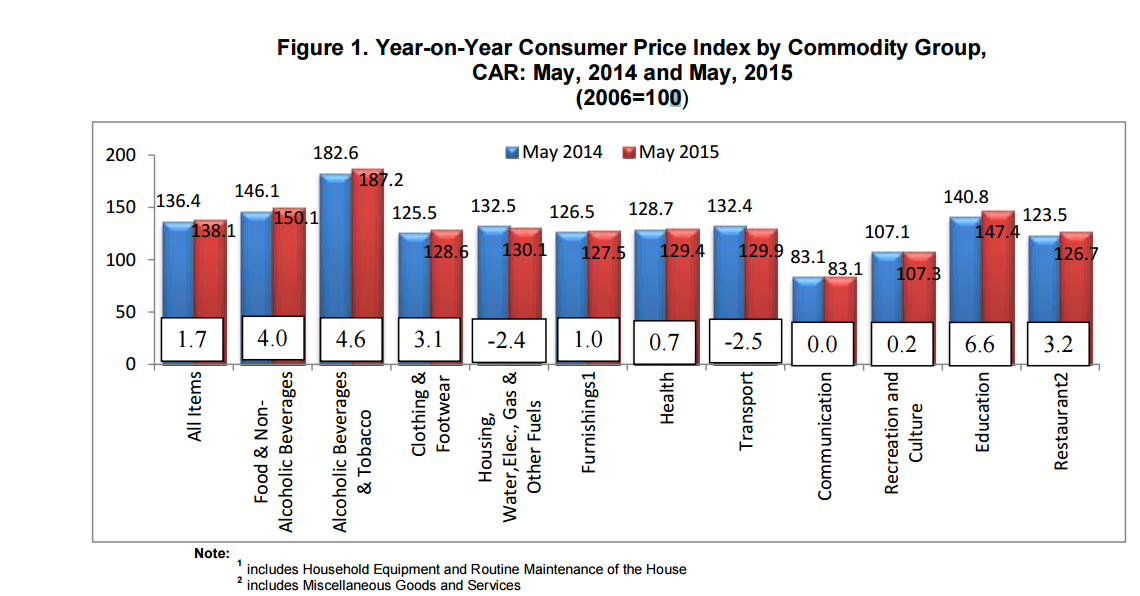 Figure 1. Year-on-Year Consumer Price Index by Commodity Group,
CAR: May, 2014 and May, 2015
(2006=100)
May 2014
May 2015
200
150
100
50
0
136.4
138.1
146.1
150.1
182.6
187.2
125.5
128.6
132.5
130.1
126.5
127.5
128.7
129.4
132.4
129.9
83.1
83.1
107.1
107.3
140.8
147.4
123.5
126.7
1.7
4.0
4.6
3.1
-2.4
1.0
0.7
-2.5
0.0
0.2
6.6
3.2
All Items
Food & Non-
Alcoholic Beverages
Alcoholic Beverages
& Tobacco
Clothing &
Footwear
Housing,
Water,Elec., Gas &
Other Fuels
Furnishings1
Health
Transport
Communication
Recreation and
Culture
Education
Restaurant2
Note:
1 includes Household Equipment and Routine Maintenance of the House
2 includes Miscellaneous Goods and Services